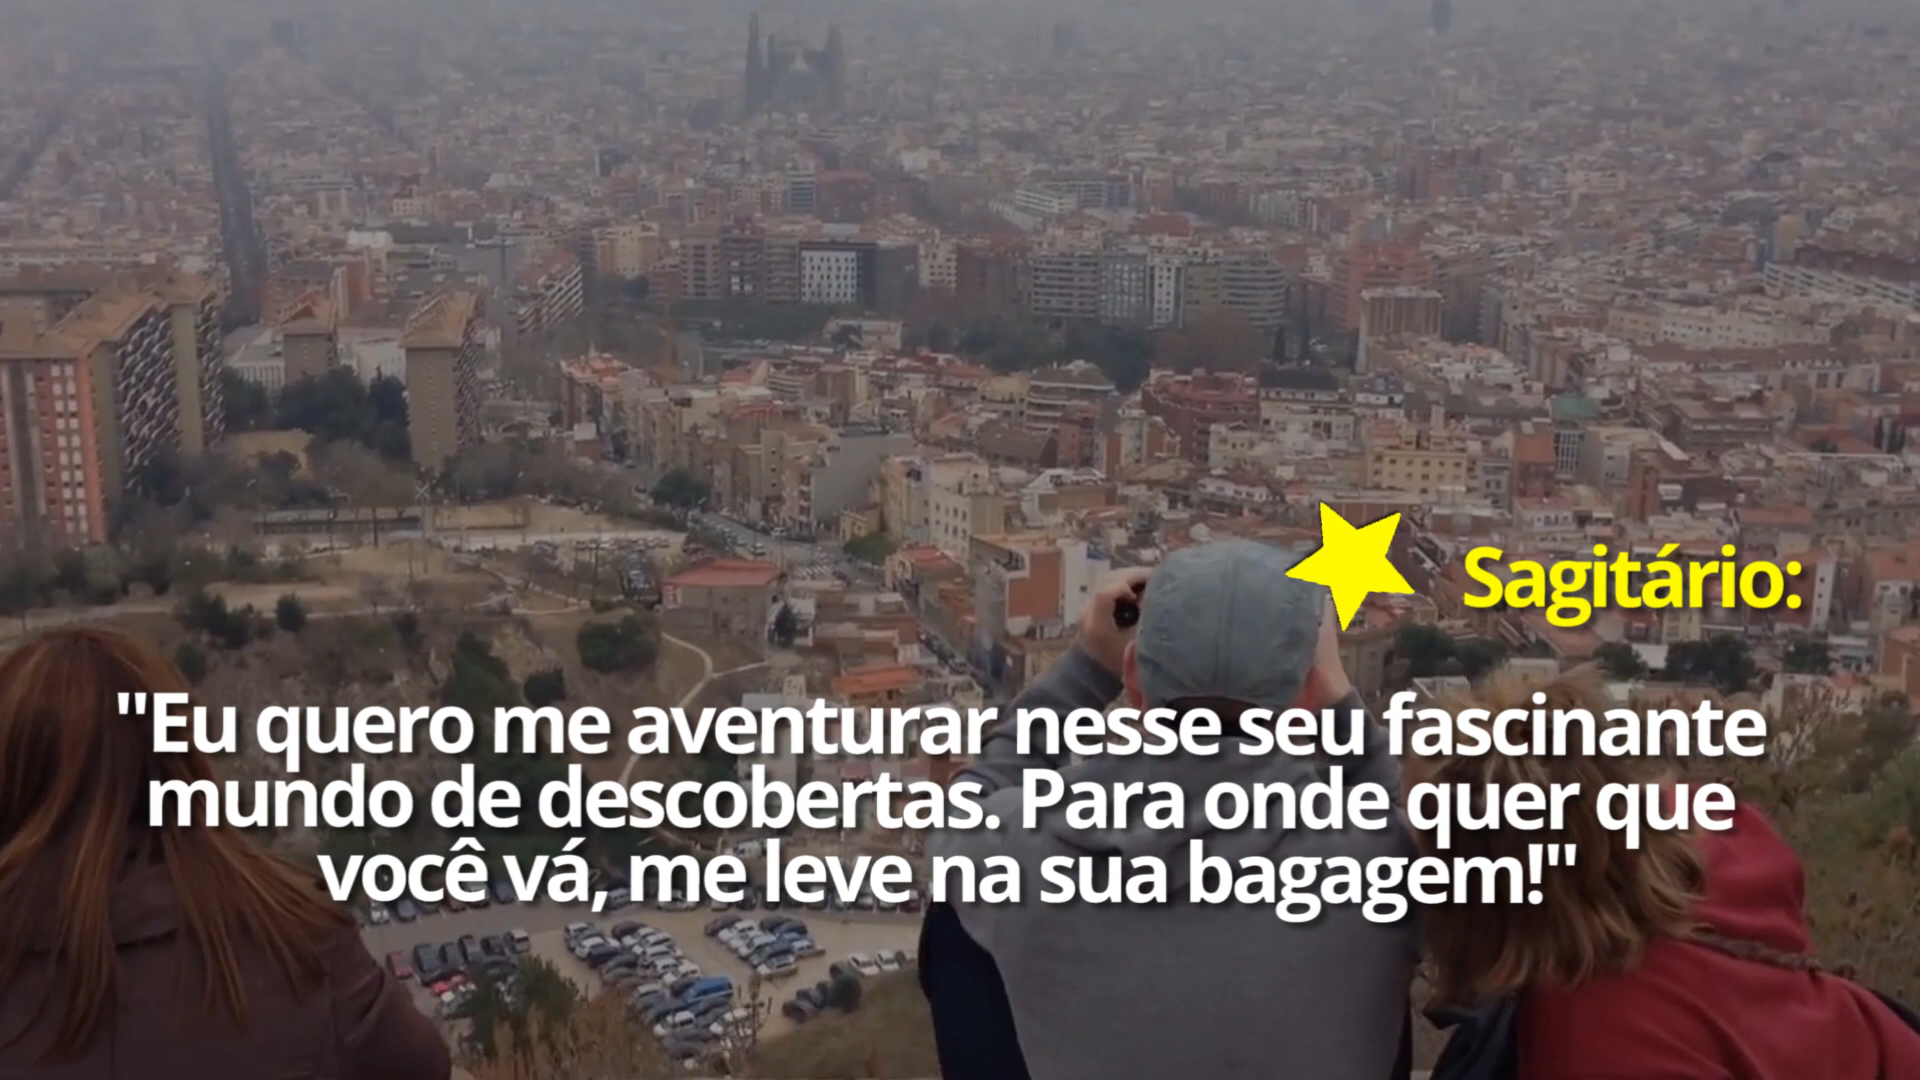 Sagitário:
"Eu quero me aventurar nesse seu fascinante
mundo de descobertas. Para onde quer que
você vá, me leve na sua bagagem!"